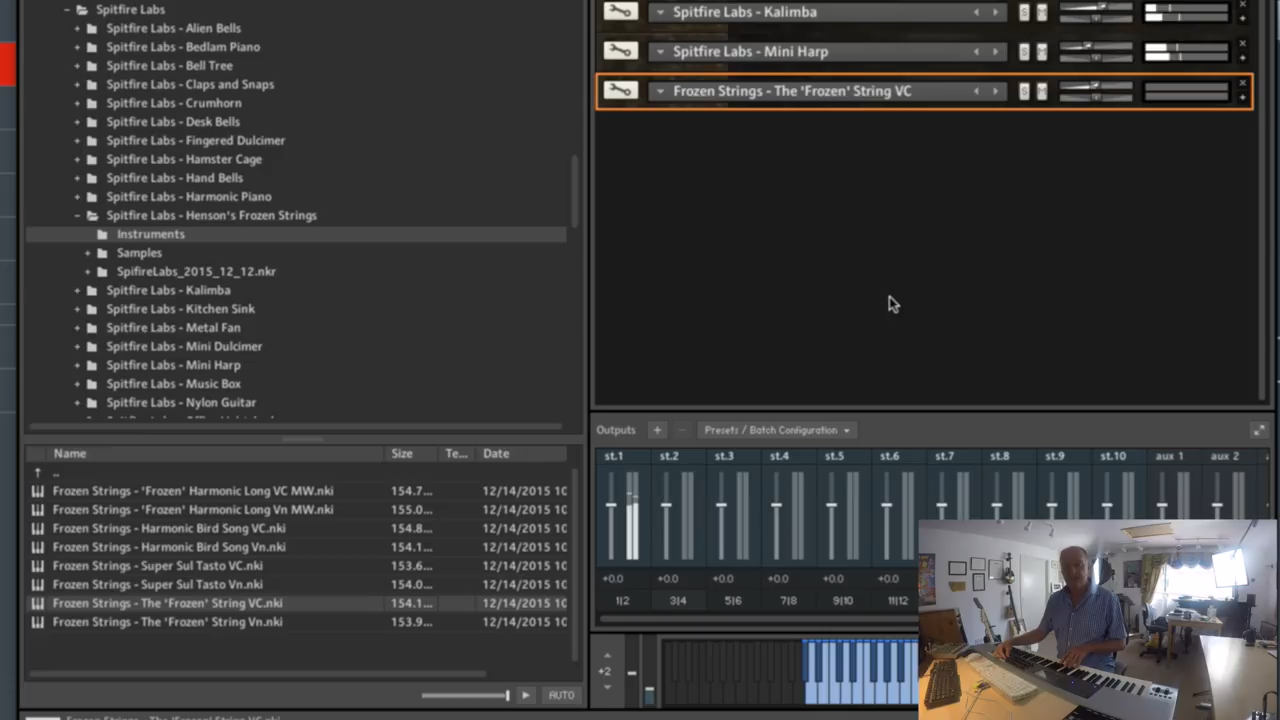 Spitfire Labs
Spitfire Labs - Alien Bells
Spitfire Labs - Bedlam Piano
Spitfire Labs - Bell Tree
Spitfire Labs - Claps and Snaps
Spitfire Labs - Crumhorn
Spitfire Labs - Desk Bells
Spitfire Labs - Fingered Dulcimer
Spitfire Labs - Hamster Cage
Spitfire Labs - Hand Bells
Spitfire Labs - Harmonic Piano
Spitfire Labs - Henson's Frozen Strings
Instruments
Samples
SpifireLabs_2015_12_12.nkr
Spitfire Labs - Kalimba
Spitfire Labs - Kitchen Sink
Spitfire Labs - Metal Fan
Spitfire Labs - Mini Dulcimer
Spitfire Labs - Mini Harp
Spitfire Labs - Music Box
Spitfire Labs - Nylon Guitar
Name Size Te... Date
..
Frozen Strings - 'Frozen' Harmonic Long VC MW.nki 154.7... 12/14/2015 10
Frozen Strings - 'Frozen' Harmonic Long Vn MW.nki 155.0... 12/14/2015 10
Frozen Strings - Harmonic Bird Song VC.nki 154.8... 12/14/2015 10
Frozen Strings - Harmonic Bird Song Vn.nki 154.1... 12/14/2015 10
Frozen Strings - Super Sul Tasto VC.nki 153.6... 12/14/2015 10
Frozen Strings - Super Sul Tasto Vn.nki 154.0... 12/14/2015 10
Frozen Strings - The 'Frozen' String VC.nki 154.1... 12/14/2015 10
Frozen Strings - The 'Frozen' String Vn.nki 153.9... 12/14/2015 10
AUTO
Spitfire Labs - Kalimba S M
Spitfire Labs - Mini Harp S M
Frozen Strings - The 'Frozen' String VC S M
Outputs + - Presets / Batch Configuration
st.1 st.2 st.3 st.4 st.5 st.6 st.7 st.8 st.9 st.10 aux 1 aux 2
+0.0 +0.0 +0.0 +0.0 +0.0 +0.0
1|2 3|4 5|6 7|8 9|10 11|12
+2